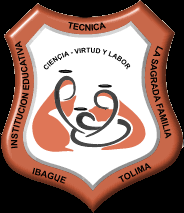 INSTITUCION EDUCATIVA
TECNICA
LA SAGRADA FAMILIA
CIENCIA - VIRTUD Y LABOR
IBAGUE
TOLIMA